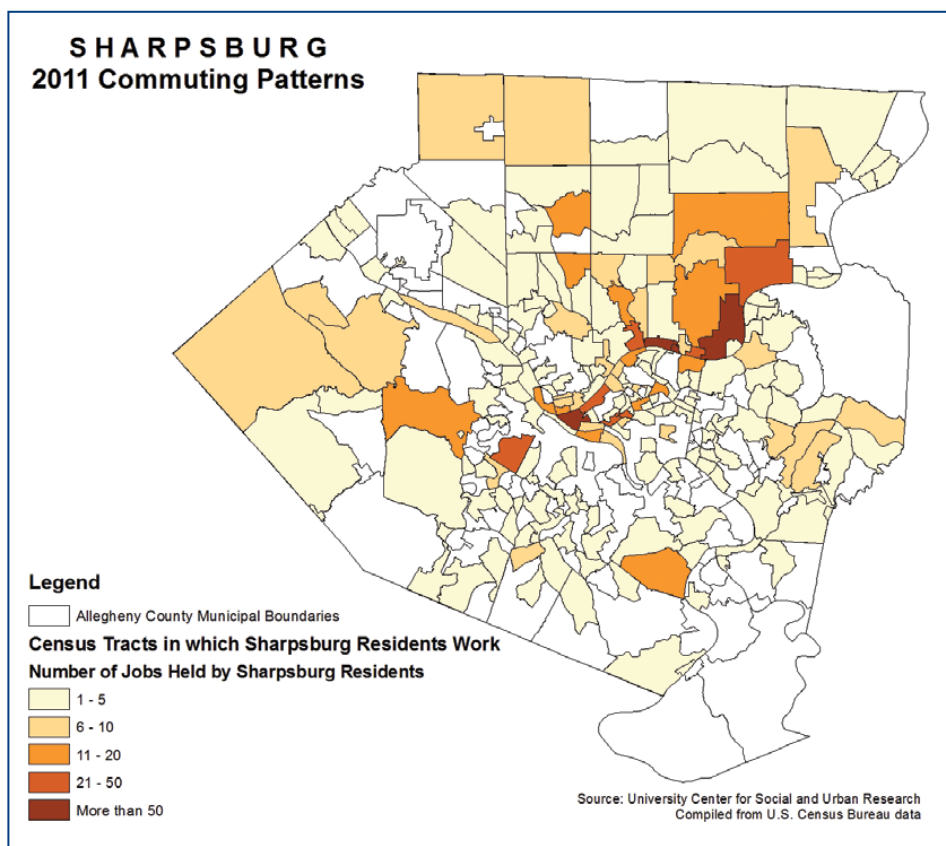 SHARPSBURG
2011 Commuting Patterns
Legend
Allegheny County Municipal Boundaries
Census Tracts in which Sharpsburg Residents Work
Number of Jobs Held by Sharpsburg Residents
1 - 5
6 - 10
11 - 20
21 - 50
More than 50
Source: University Center for Social and Urban Research
Compiled from U.S. Census Bureau data